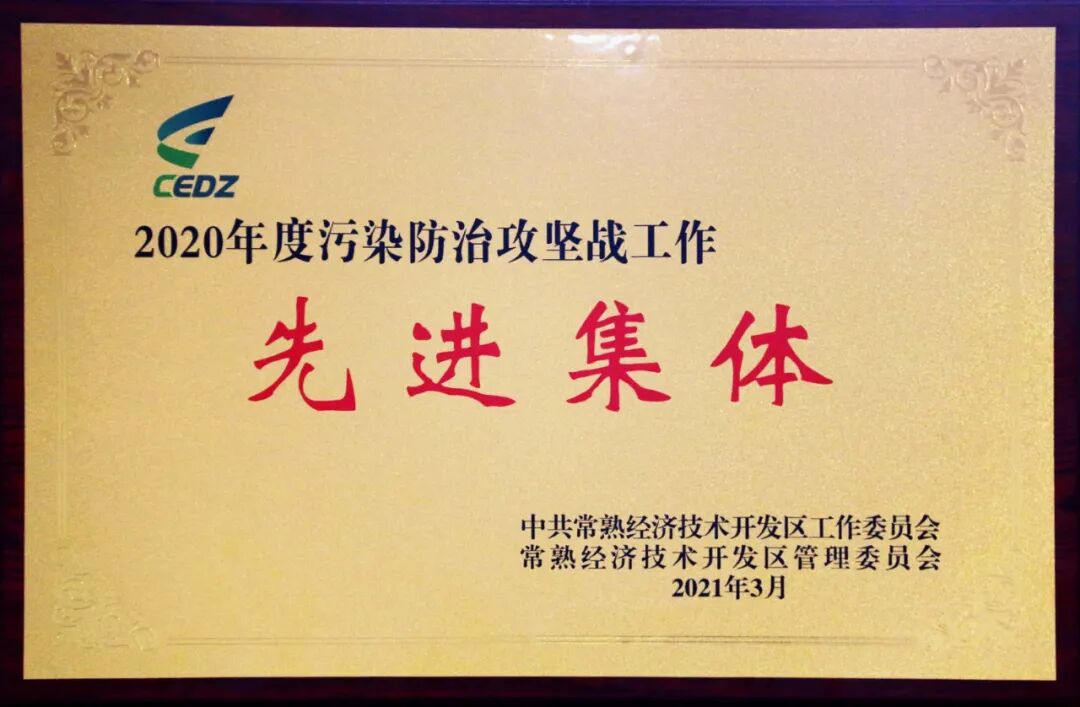 CEDZ
2020年度污染防治攻坚战工作
先进集体
中共常熟经济技术开发区工作委员会
常熟经济技术开发区管理委员会
2021年3月